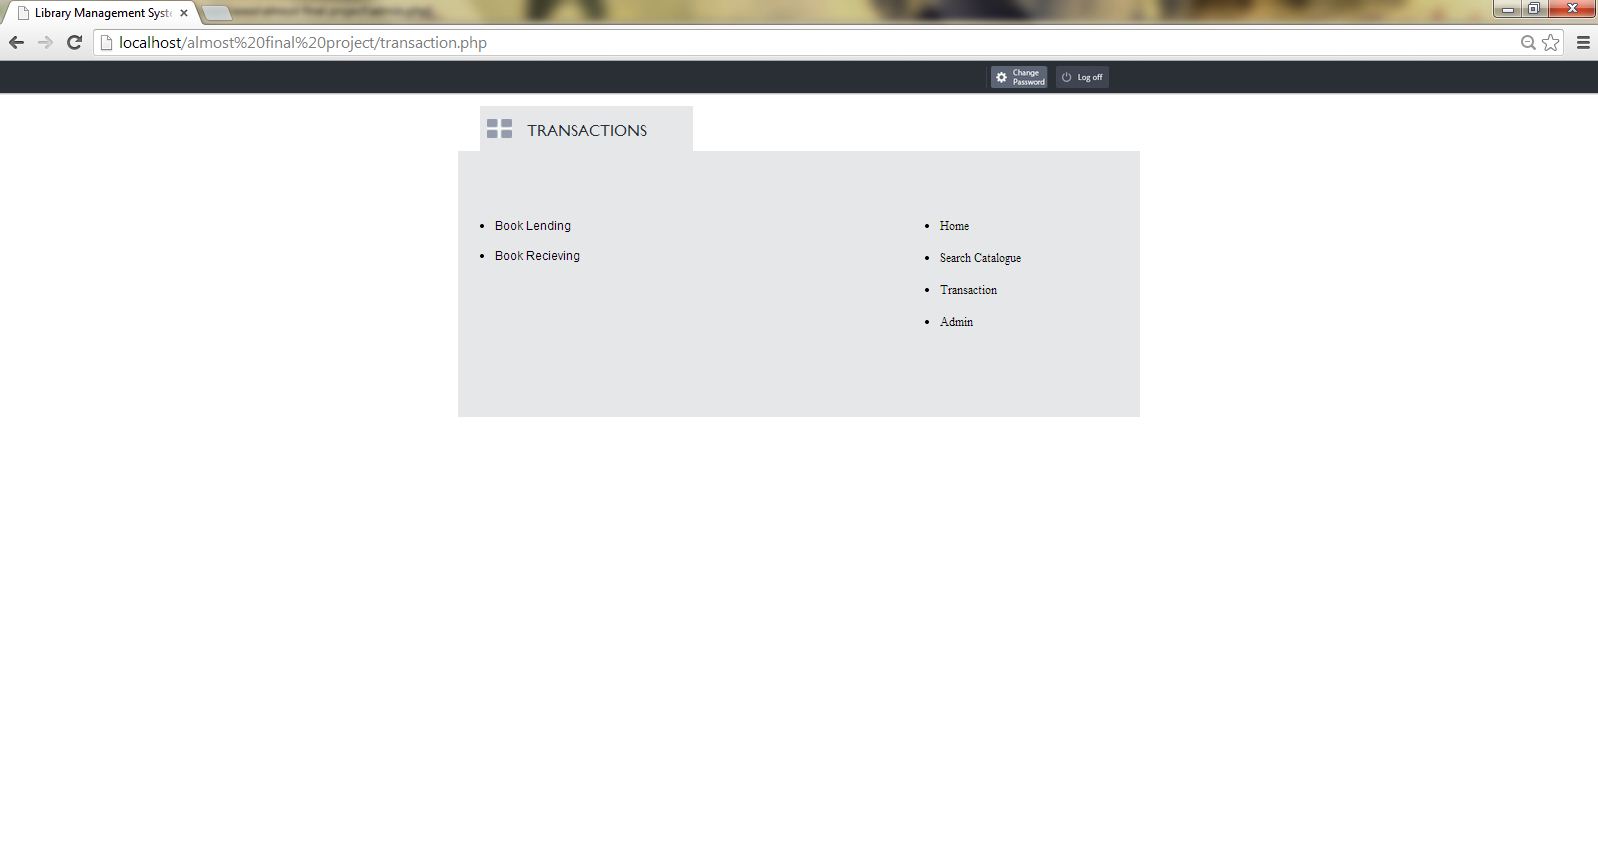 Library Management Syst
localhost/almost%20final%20project/transaction.php
Change
Password
Log off
TRANSACTIONS
Book Lending
Book Recieving
Home
Search Catalogue
Transaction
Admin